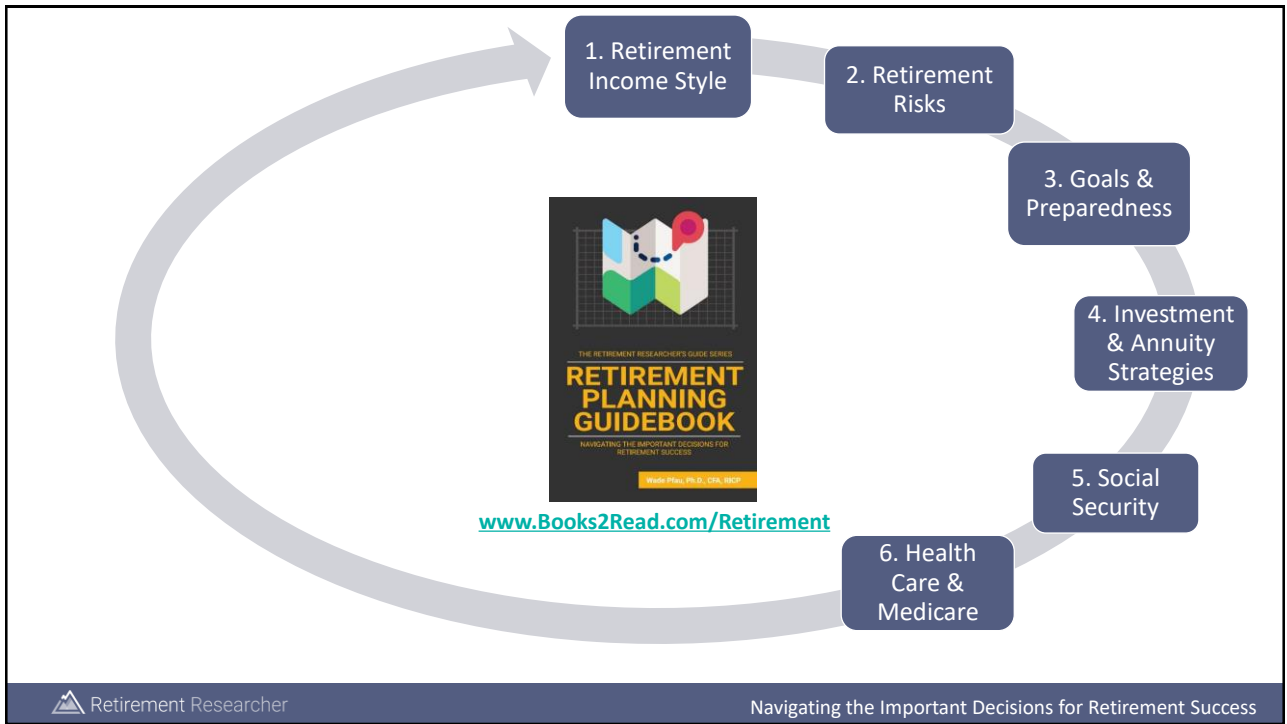 1. Retirement
Income Style
2. Retirement
Risks
3. Goals &
Preparedness
4. Investment
& Annuity
Strategies
5. Social
Security
6. Health
Care &
Medicare
THE RETIREMENT RESEARCHER'S GUIDE SERIES
RETIREMENT
PLANNING
GUIDEBOOK
NAVIGATING THE IMPORTANT DECISIONS FOR
RETIREMENT SUCCESS
Wade Pfau, Ph.D., CFA, RICP
www.Books2Read.com/Retirement
Retirement Researcher
Navigating the Important Decisions for Retirement Success